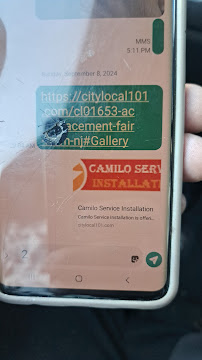 MMS
5:11 PM
Sunday, September 8, 2024
https://citylocal101
.com/cl01653-ac
acement-fair
n-nj#Gallery
CAMILO SERV
INSTALLAT
Camilo Service Installation
Camilo Service Installation is offeri...
citylocal101.com